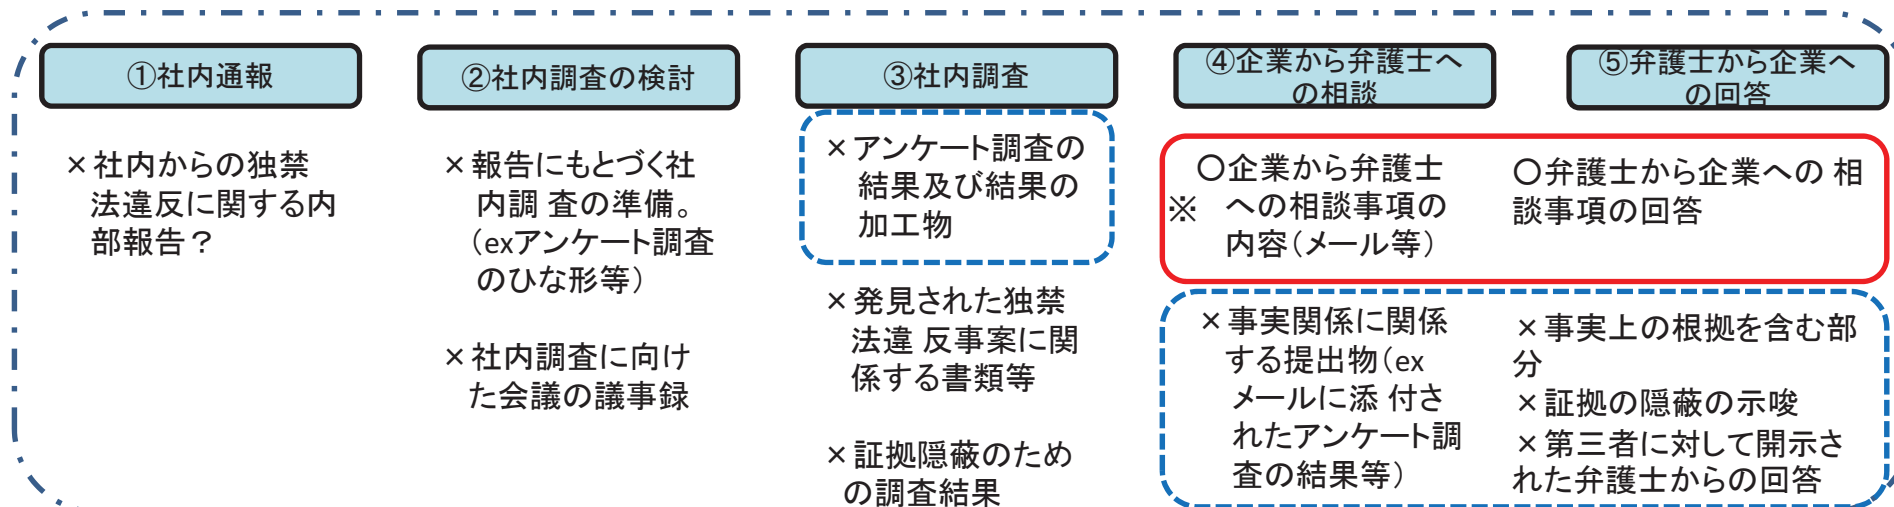 ①社内通報
×社内からの独禁
法違反に関する内
部報告？
②社内調査の検討
×報告にもとづく社
内調 査の準備。
（exアンケート調査
のひな形等）
×社内調査に向け
た会議の議事録
③社内調査
×アンケート調査の
結果及び結果の
加工物
×発見された独禁
法違 反事案に関
係する書類等
×証拠隠蔽のため
の調査結果
④企業から弁護士へ
の相談
〇企業から弁護士
※ への相談事項の
内容（メール等）
×事実関係に関係
する提出物（ex
メールに添 付さ
れたアンケート調
査の結果等）
⑤弁護士から企業へ
の回答
〇弁護士から企業への 相
談事項の回答
×事実上の根拠を含む部
分
×証拠の隠蔽の示唆
×第三者に対して開示さ
れた弁護士からの回答